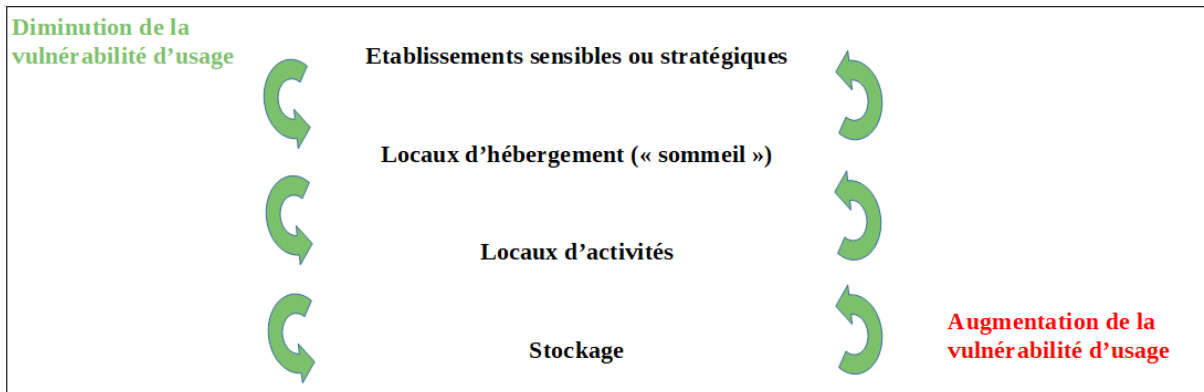 Diminution de la
vulnérabilité d’usage
Etablissements sensibles ou stratégiques
Locaux d’hébergement (« sommeil »)
Locaux d’activités
Stockage
Augmentation de la
vulnérabilité d’usage